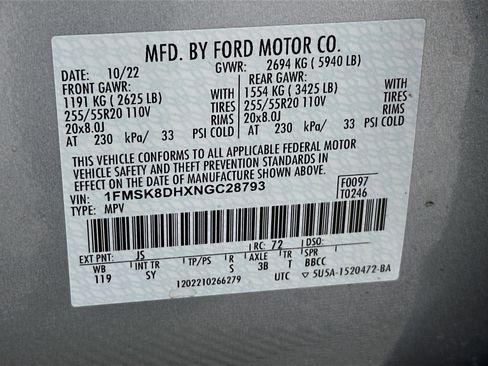 MFD. BY FORD MOTOR CO.
DATE: 10/22 GVWR: 2694 KG ( 5940 LB)
FRONT GAWR: REAR GAWR:
1191 KG ( 2625 LB) WITH 1554 KG ( 3425 LB) WITH
255/55R20 110V TIRES 255/55R20 110V TIRES
20x8.0J RIMS 20x8.0J RIMS
AT 230 kPa/ 33 PSI COLD AT 230 kPa/ 33 PSI COLD
THIS VEHICLE CONFORMS TO ALL APPLICABLE FEDERAL MOTOR
VEHICLE SAFETY AND THEFT PREVENTION STANDARDS IN
EFFECT ON THE DATE OF MANUFACTURE SHOWN ABOVE.
VIN: 1FMSK8DHXNGC28793 F0097
TYPE: MPV T0246
EXT PNT: JS RC: 72 DSO:
WB INT TR TP/PS R AXLE TR SPR
119 SY S 3B T BBCC
1202210266279 UTC ▽ 5U5A-1520472-BA